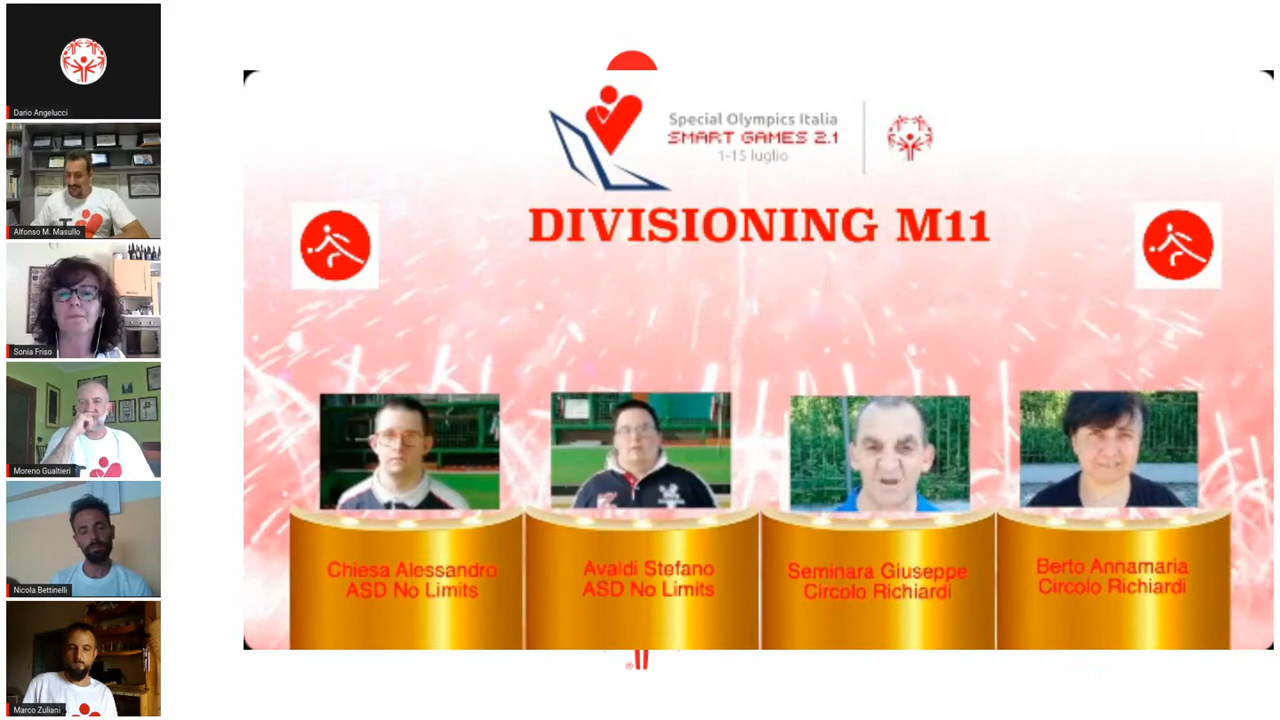 Dario Angelucci
Alfonso M. Masullo
Sonia Friso
Moreno Gualtieri
Nicola Bettinelli
Marco Zuliani
Special Olympics Italia
SMART GAMES 2.1
1-15 luglio
DIVISIONING M11
Chiesa Alessandro
ASD No Limits
Avaldi Stefano
ASD No Limits
Seminara Giuseppe
Circolo Richiardi
Berto Annamaria
Circolo Richiardi